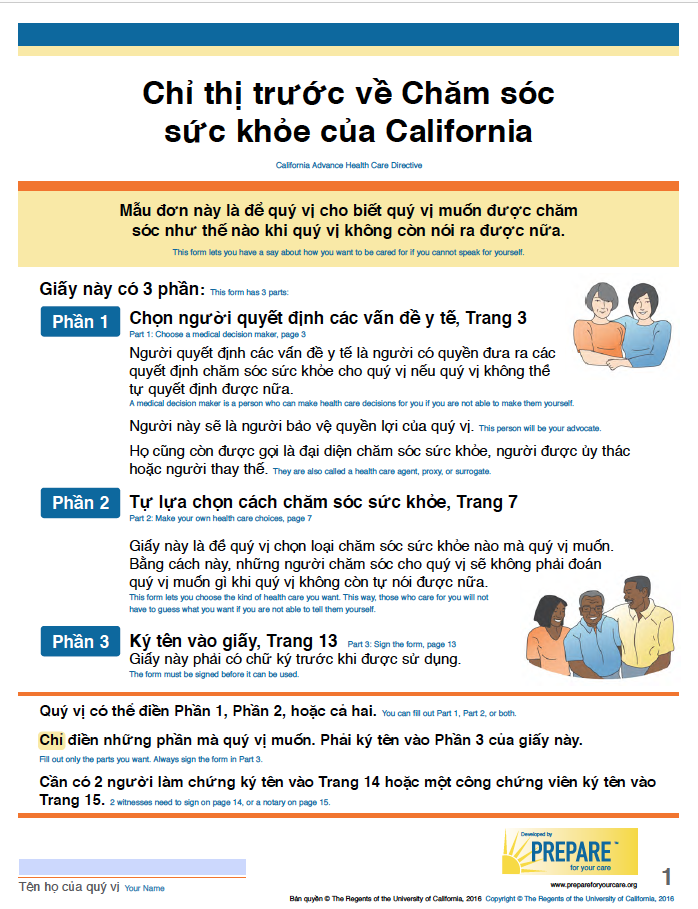 Chỉ thị trước về Chăm sóc
sức khỏe của California
California Advance Health Care Directive
Mẫu đơn này là để quý vị cho biết quý vị muốn được chăm
sóc như thế nào khi quý vị không còn nói ra được nữa.
This form lets you have a say about how you want to be cared for if you cannot speak for yourself.
Giấy này có 3 phần: This form has 3 parts:
Phần 1 Chọn người quyết định các vấn đề y tế, Trang 3
Part 1: Choose a medical decision maker, page 3
Người quyết định các vấn đề y tế là người có quyền đưa ra các
quyết định chăm sóc sức khỏe cho quý vị nếu quý vị không thể
tự quyết định được nữa.
A medical decision maker is a person who can make health care decisions for you if you are not able to make them yourself.
Người này sẽ là người bảo vệ quyền lợi của quý vị. This person will be your advocate.
Họ cũng còn được gọi là đại diện chăm sóc sức khỏe, người được ủy thác
hoặc người thay thế. They are also called a health care agent, proxy, or surrogate.
Phần 2 Tự lựa chọn cách chăm sóc sức khỏe, Trang 7
Part 2: Make your own health care choices, page 7
Giấy này là để quý vị chọn loại chăm sóc sức khỏe nào mà quý vị muốn.
Bằng cách này, những người chăm sóc cho quý vị sẽ không phải đoán
quý vị muốn gì khi quý vị không còn tự nói được nữa.
This form lets you choose the kind of health care you want. This way, those who care for you will not
have to guess what you want if you are not able to tell them yourself.
Phần 3 Ký tên vào giấy, Trang 13 Part 3: Sign the form, page 13
Giấy này phải có chữ ký trước khi được sử dụng.
The form must be signed before it can be used.
Quý vị có thể điền Phần 1, Phần 2, hoặc cả hai. You can fill out Part 1, Part 2, or both.
Chỉ điền những phần mà quý vị muốn. Phải ký tên vào Phần 3 của giấy này.
Fill out only the parts you want. Always sign the form in Part 3.
Cần có 2 người làm chứng ký tên vào Trang 14 hoặc một công chứng viên ký tên vào
Trang 15. 2 witnesses need to sign on page 14, or a notary on page 15.
Developed by
PREPARE™
for your care
www.prepareforyourcare.org 1
Tên họ của quý vị Your Name
Bản quyền © The Regents of the University of California, 2016 Copyright © The Regents of the University of California, 2016